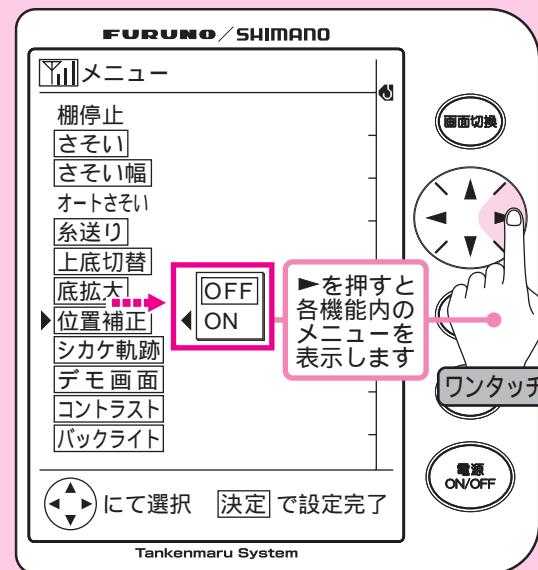 FURUNO/SHIMANO
メニュー
棚停止
さそい
さそい幅
オートさそい
糸送り
上底切替
底拡大
位置補正
シカケ軌跡
デモ画面
コントラスト
バックライト
OFF
ON
►を押すと
各機能内の
メニューを
表示します
画面切換
ワンタッチ
電源
ON/OFF
にて選択 決定で設定完了
Tankenmaru System